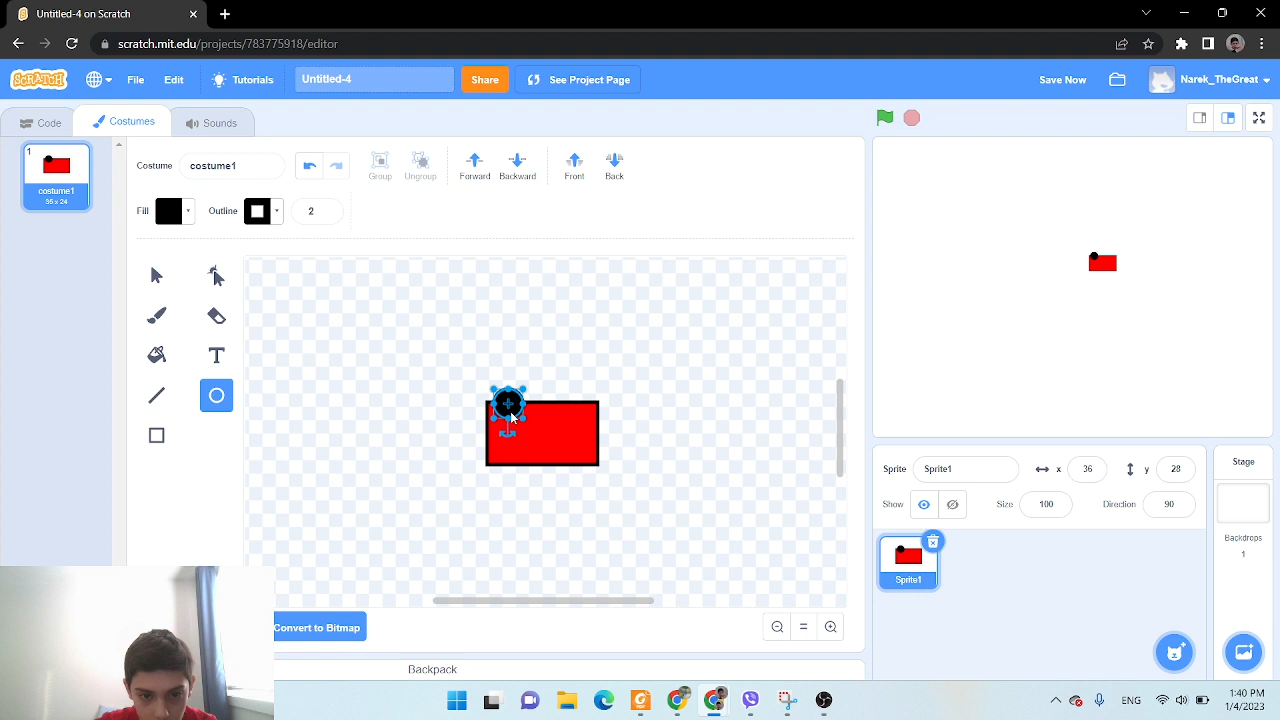 Untitled-4 on Scratch
scratch.mit.edu/projects/783775918/editor
SCRATCH File Edit Tutorials Untitled-4 Share See Project Page Save Now Narek_TheGreat
Code Costumes Sounds
1
costume1
35 x 24
Costume costume1 Group Ungroup Forward Backward Front Back
Fill Outline 2
T
Convert to Bitmap
Backpack
Sprite Sprite1 x 36 y 28
Show Size 100 Direction 90
Sprite1
Stage
Backdrops
1
ENG
1:40 PM
1/4/2023